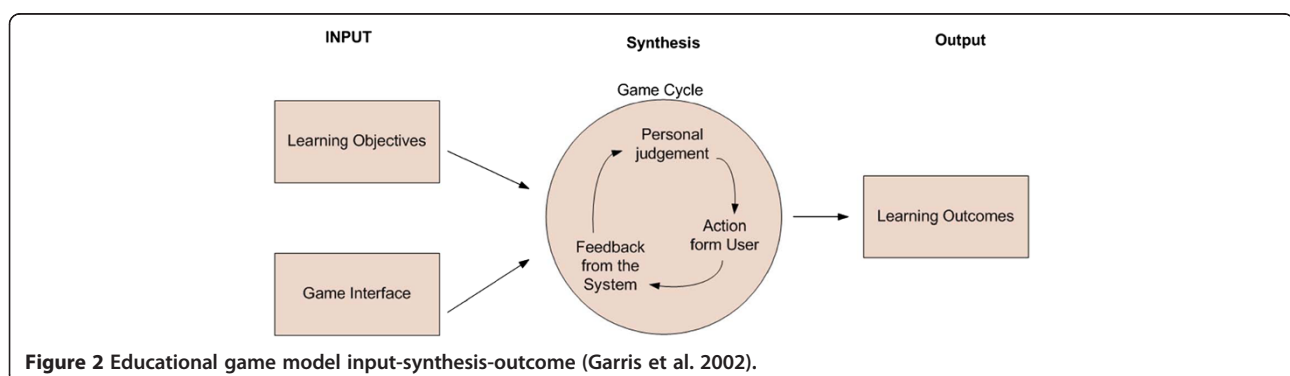 INPUT
Synthesis
Output
Game Cycle
Learning Objectives
Personal
judgement
Action
form User
Feedback
from the
System
Game Interface
Learning Outcomes
Figure 2 Educational game model input-synthesis-outcome (Garris et al. 2002).